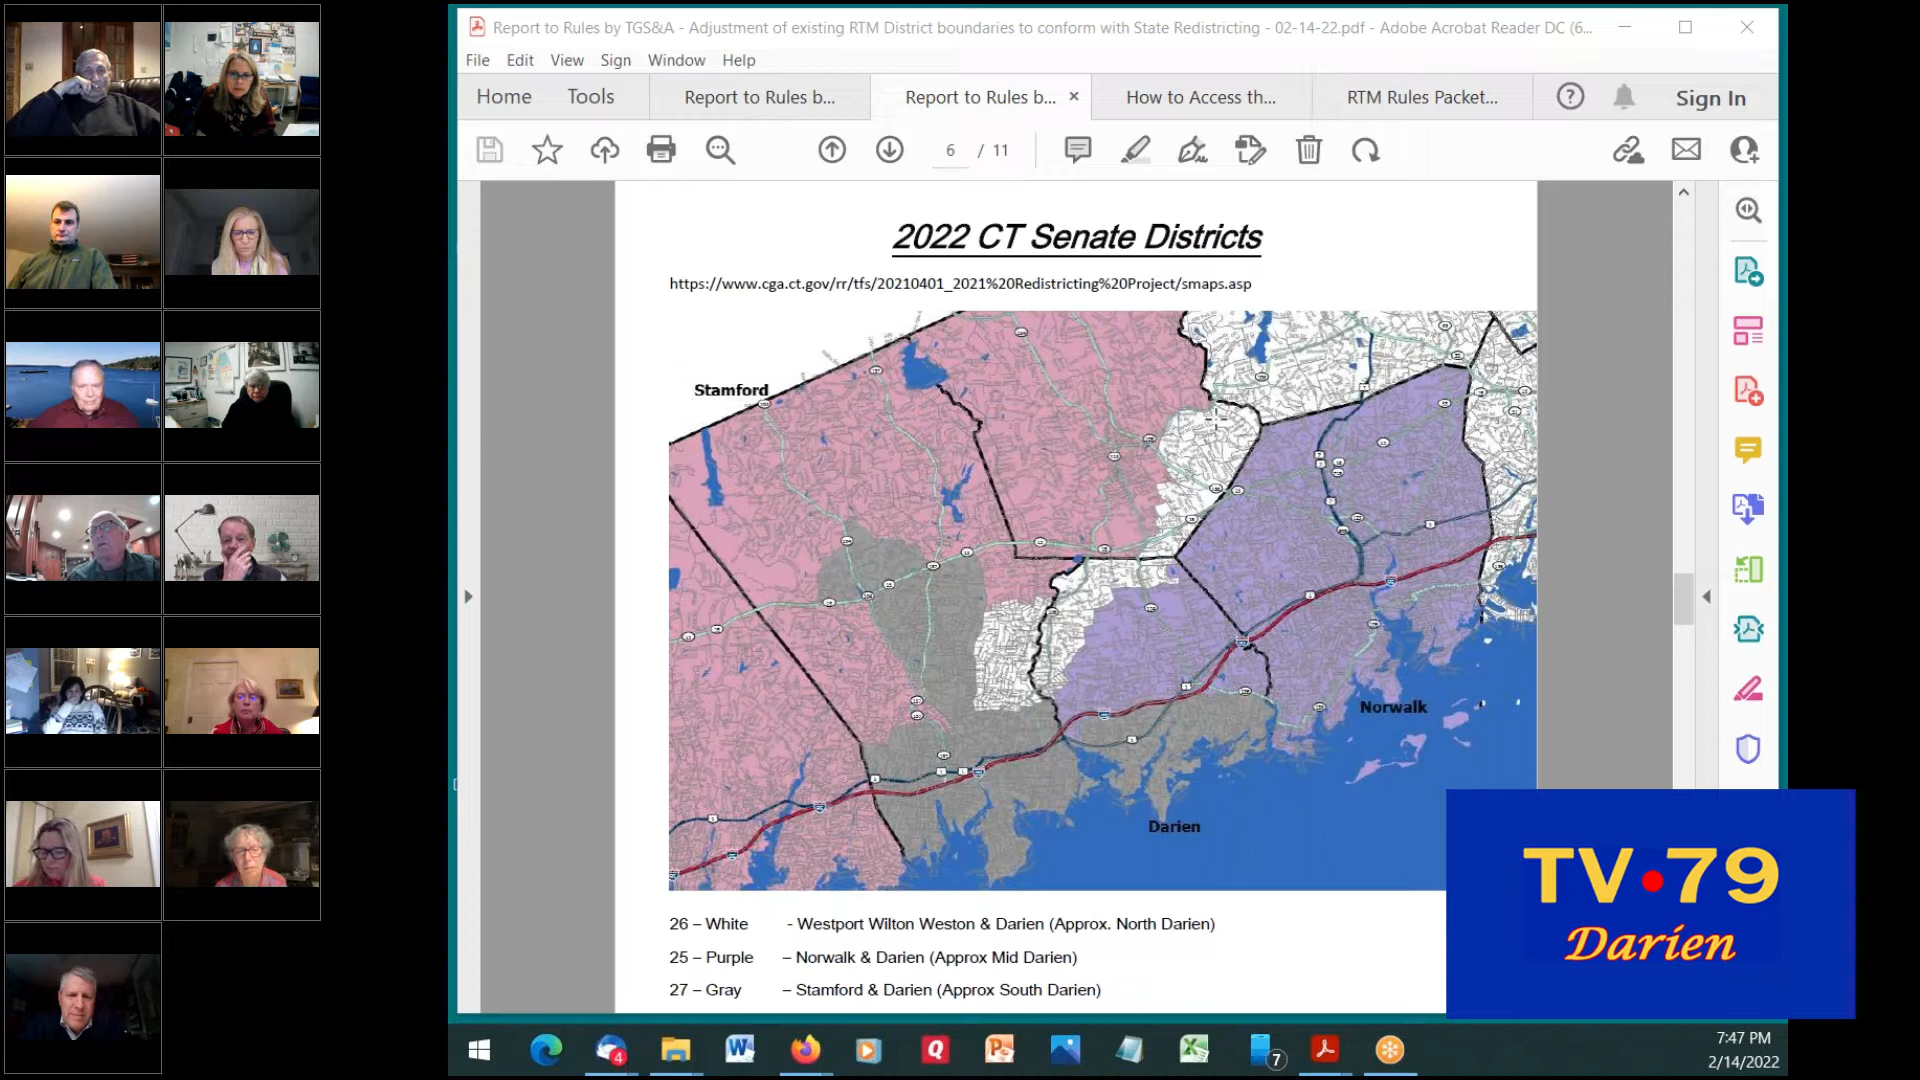 Report to Rules by TGS&A - Adjustment of existing RTM District boundaries to conform with State Redistricting - 02-14-22.pdf - Adobe Acrobat Reader DC (6...
File Edit View Sign Window Help
Home Tools Report to Rules b... Report to Rules b... × How to Access th... RTM Rules Packet... Sign In
6 / 11
2022 CT Senate Districts
https://www.cga.ct.gov/rr/tfs/20210401_2021%20Redistricting%20Project/smaps.asp
Stamford
Norwalk
Darien
26 – White - Westport Wilton Weston & Darien (Approx. North Darien)
25 – Purple – Norwalk & Darien (Approx Mid Darien)
27 – Gray – Stamford & Darien (Approx South Darien)
TV•79
Darien
4
7
7:47 PM
2/14/2022